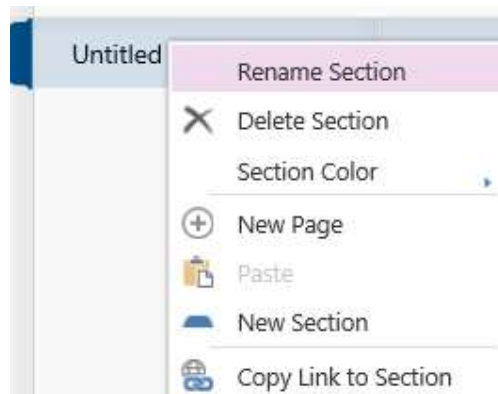 Untitled
Rename Section
Delete Section
Section Color
New Page
Paste
New Section
Copy Link to Section